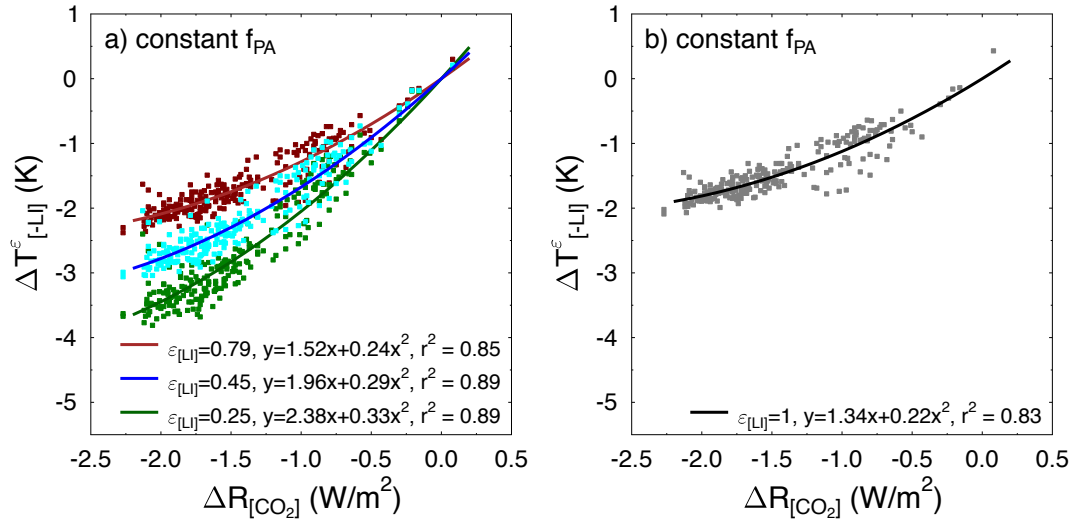 a) constant f_PA
1
0
-1
-2
-3
-4
-5
ΔT^ε_[-LI] (K)
ε_[LI]=0.79, y=1.52x+0.24x², r² = 0.85
ε_[LI]=0.45, y=1.96x+0.29x², r² = 0.89
ε_[LI]=0.25, y=2.38x+0.33x², r² = 0.89
-2.5 -2.0 -1.5 -1.0 -0.5 0.0 0.5
ΔR_[CO₂] (W/m²)
b) constant f_PA
1
0
-1
-2
-3
-4
-5
ΔT^ε_[-LI] (K)
ε_[LI]=1, y=1.34x+0.22x², r² = 0.83
-2.5 -2.0 -1.5 -1.0 -0.5 0.0 0.5
ΔR_[CO₂] (W/m²)